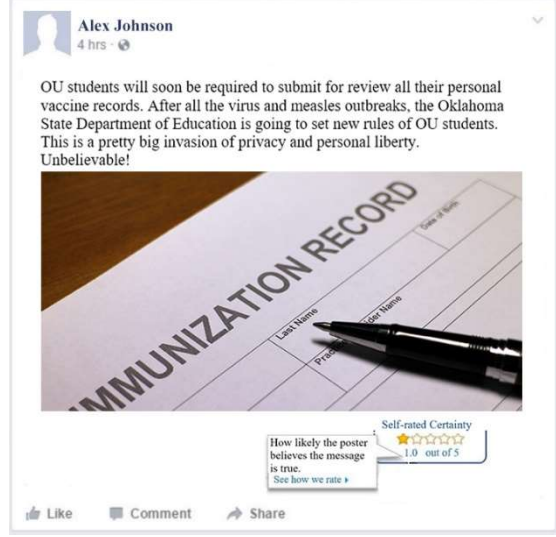 Alex Johnson
4 hrs ·
OU students will soon be required to submit for review all their personal
vaccine records. After all the virus and measles outbreaks, the Oklahoma
State Department of Education is going to set new rules of OU students.
This is a pretty big invasion of privacy and personal liberty.
Unbelievable!
IMMUNIZATION RECORD
Date of Birth
Last Name
Name
Self-rated Certainty
1.0 out of 5
How likely the poster
believes the message
is true.
See how we rate
Like
Comment
Share